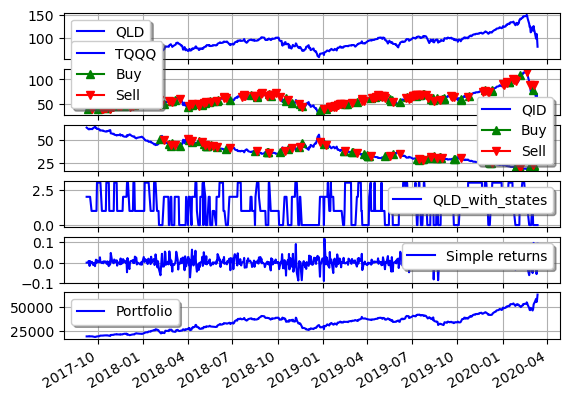 150
100
QLD
TQQQ
Buy
Sell
100
50
QID
Buy
Sell
50
25
2.5
0.0
QLD_with_states
0.1
0.0
−0.1
Simple returns
50000
25000
Portfolio
2017-10 2018-01 2018-04 2018-07 2018-10 2019-01 2019-04 2019-07 2019-10 2020-01 2020-04